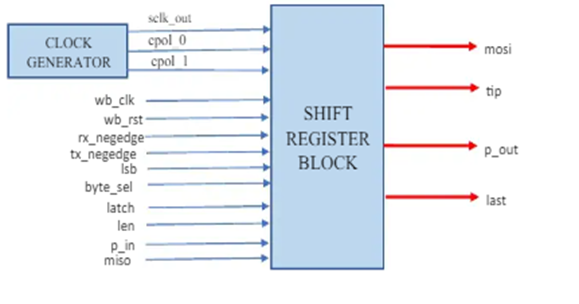 sclk_out
cpol_0
cpol_1
CLOCK
GENERATOR
wb_clk
wb_rst
rx_negedge
tx_negedge
lsb
byte_sel
latch
len
p_in
miso
SHIFT
REGISTER
BLOCK
mosi
tip
p_out
last